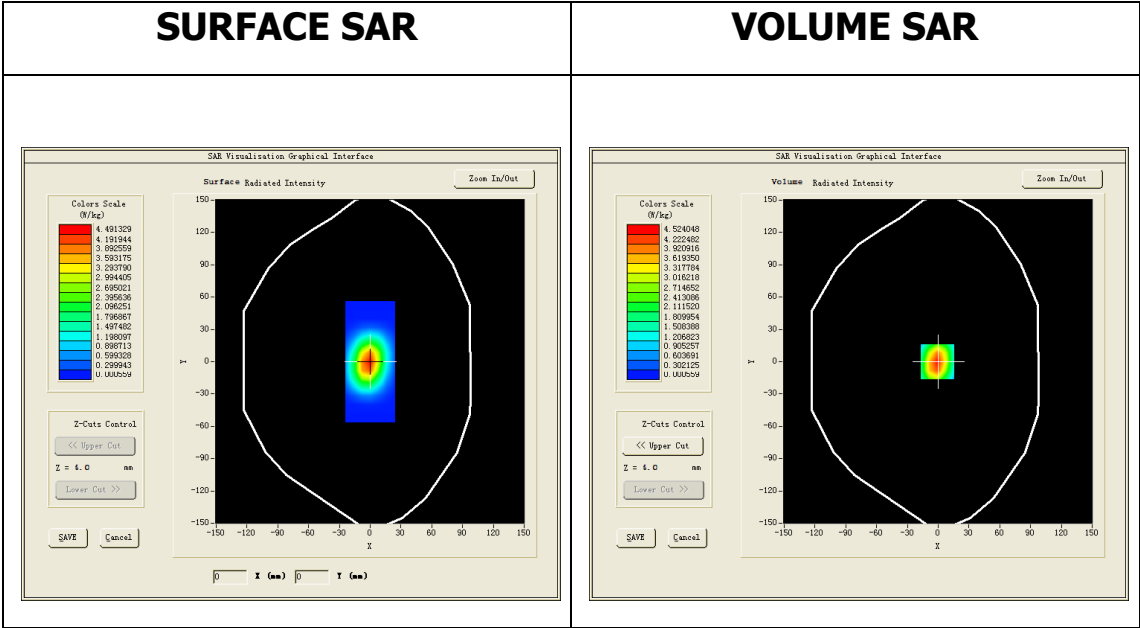 SURFACE SAR
VOLUME SAR
SAR Visualisation Graphical Interface
Surface Radiated Intensity
Zoom In/Out
Colors Scale
(W/kg)
4.491329
4.191944
3.892559
3.593175
3.293790
2.994405
2.695021
2.395636
2.096251
1.796867
1.497482
1.198097
0.898713
0.599328
0.299943
0.000559
Z-Cuts Control
<< Upper Cut
Z = 4.0 mm
Lower Cut >>
SAVE
Cancel
150
120
90
60
30
0
-30
-60
-90
-120
-150
Y
-150 -120 -90 -60 -30 0 30 60 90 120 150
X
0 X (mm) 0 Y (mm)
SAR Visualisation Graphical Interface
Volume Radiated Intensity
Zoom In/Out
Colors Scale
(W/kg)
4.524048
4.222482
3.920916
3.619350
3.317784
3.016218
2.714652
2.413086
2.111520
1.809954
1.508388
1.206823
0.905257
0.603691
0.302125
0.000559
Z-Cuts Control
<< Upper Cut
Z = 4.0 mm
Lower Cut >>
SAVE
Cancel
150
120
90
60
30
0
-30
-60
-90
-120
-150
Y
-150 -120 -90 -60 -30 0 30 60 90 120 150
X